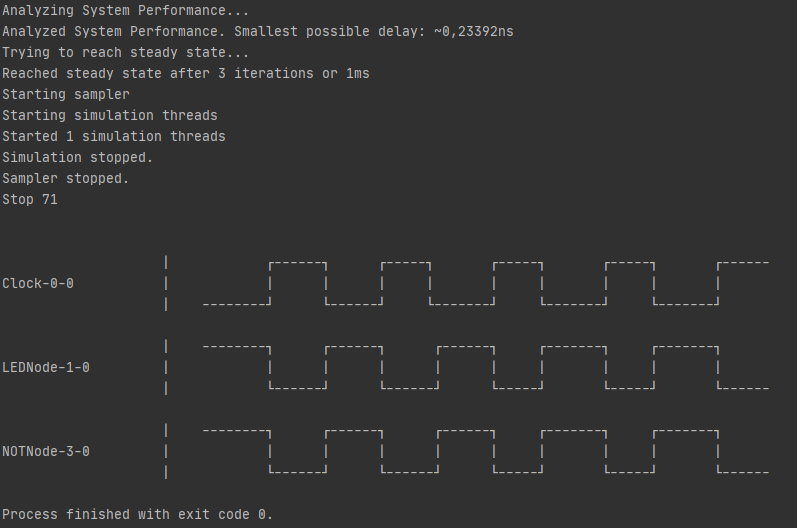 Analyzing System Performance...
Analyzed System Performance. Smallest possible delay: ~0,23392ns
Trying to reach steady state...
Reached steady state after 3 iterations or 1ms
Starting sampler
Starting simulation threads
Started 1 simulation threads
Simulation stopped.
Sampler stopped.
Stop 71
Clock-0-0
LEDNode-1-0
NOTNode-3-0
Process finished with exit code 0.